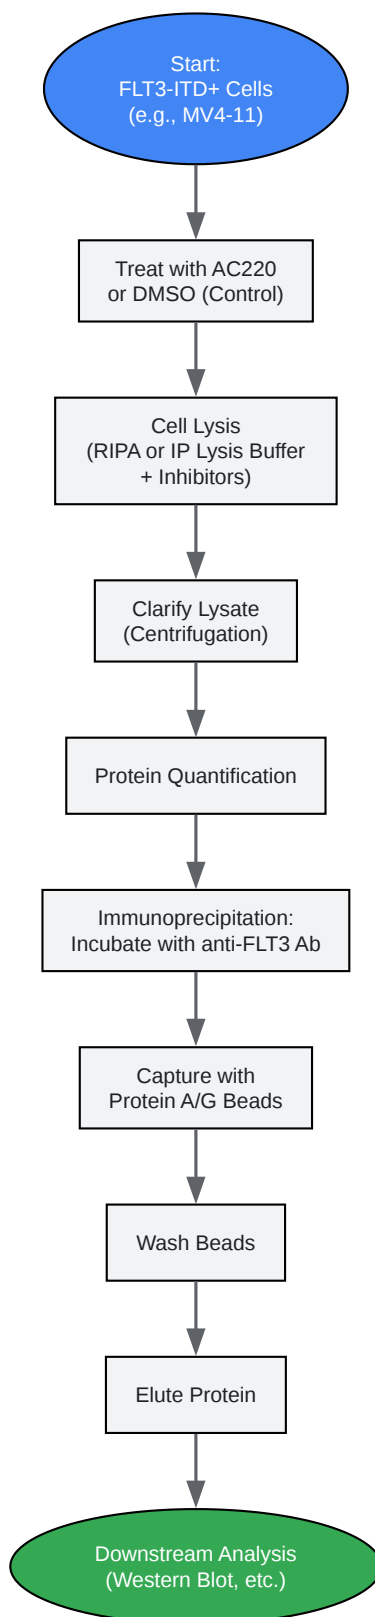 Start:
FLT3-ITD+ Cells
(e.g., MV4-11)
Treat with AC220
or DMSO (Control)
Cell Lysis
(RIPA or IP Lysis Buffer
+ Inhibitors)
Clarify Lysate
(Centrifugation)
Protein Quantification
Immunoprecipitation:
Incubate with anti-FLT3 Ab
Capture with
Protein A/G Beads
Wash Beads
Elute Protein
Downstream Analysis
(Western Blot, etc.)